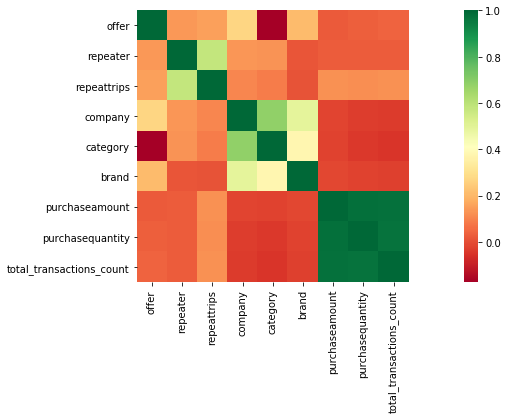 offer
repeater
repeattrips
company
category
brand
purchaseamount
purchasequantity
total_transactions_count
offer
repeater
repeattrips
company
category
brand
purchaseamount
purchasequantity
total_transactions_count
1.0
0.8
0.6
0.4
0.2
0.0